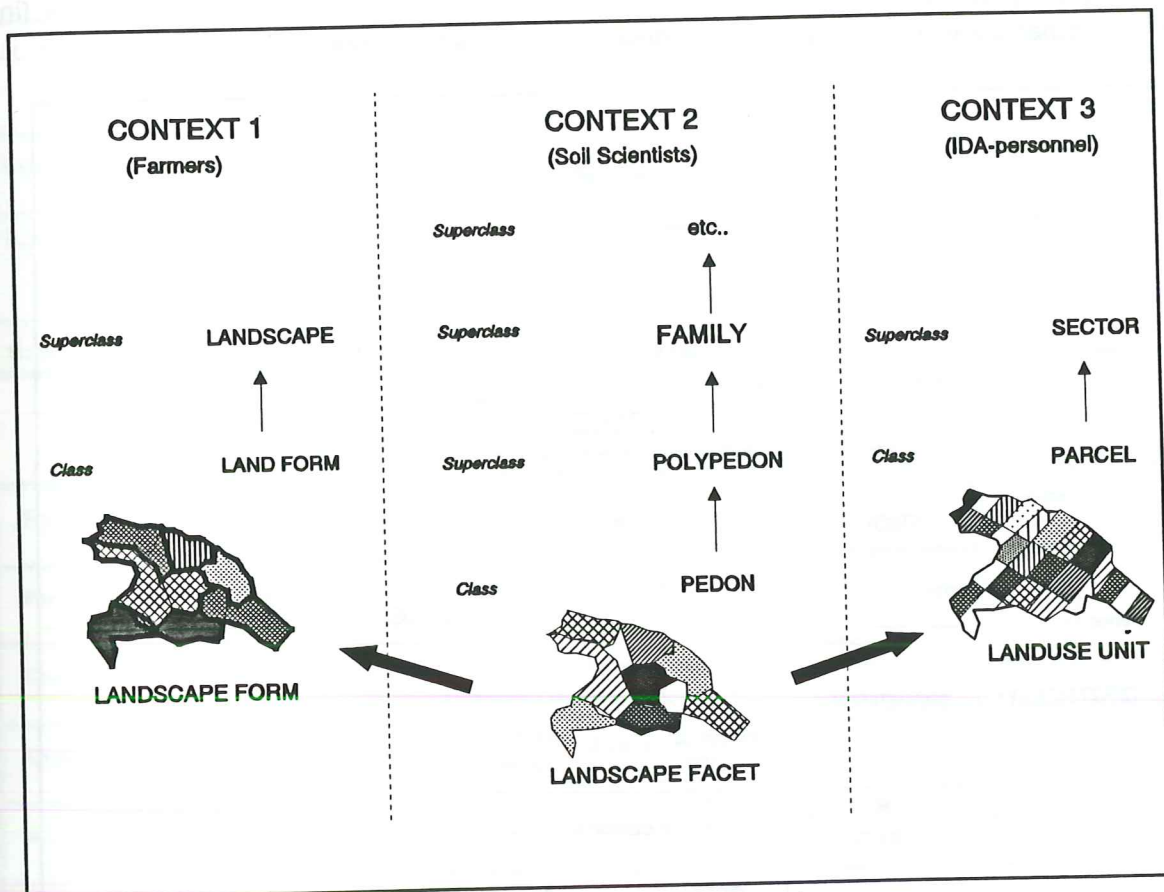 CONTEXT 1
(Farmers)
Superclass
LANDSCAPE
Class
LAND FORM
LANDSCAPE FORM
CONTEXT 2
(Soil Scientists)
Superclass
etc..
Superclass
FAMILY
Superclass
POLYPEDON
Class
PEDON
LANDSCAPE FACET
CONTEXT 3
(IDA-personnel)
Superclass
SECTOR
Class
PARCEL
LANDUSE UNIT